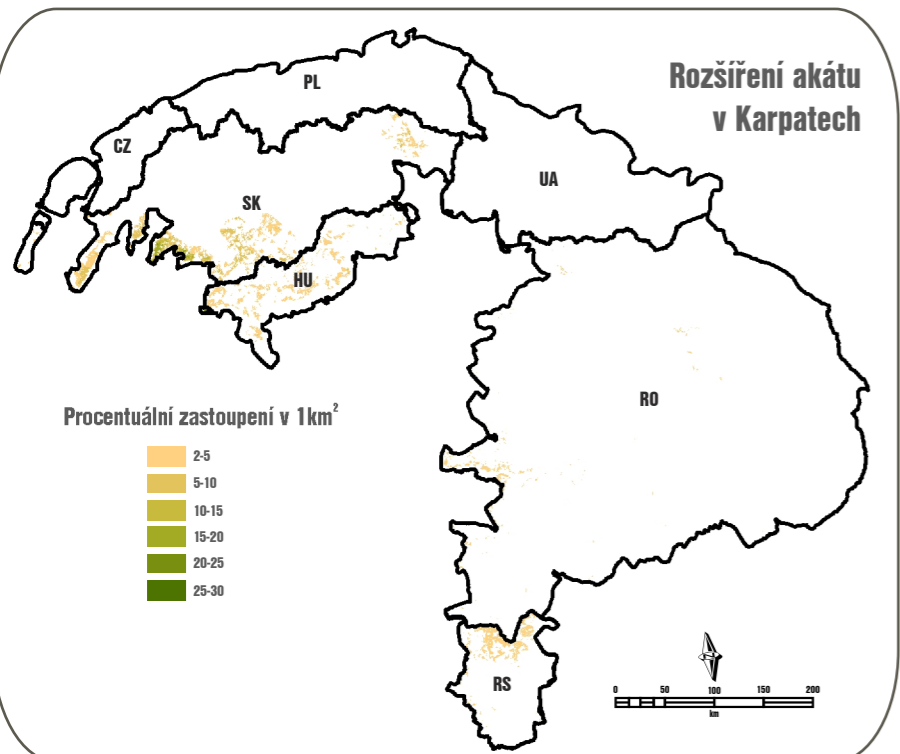 Rozšíření akátu
v Karpatech
PL
CZ
UA
SK
HU
RO
RS
Procentuální zastoupení v 1km²
2-5
5-10
10-15
15-20
20-25
25-30
0 50 100 150 200
km